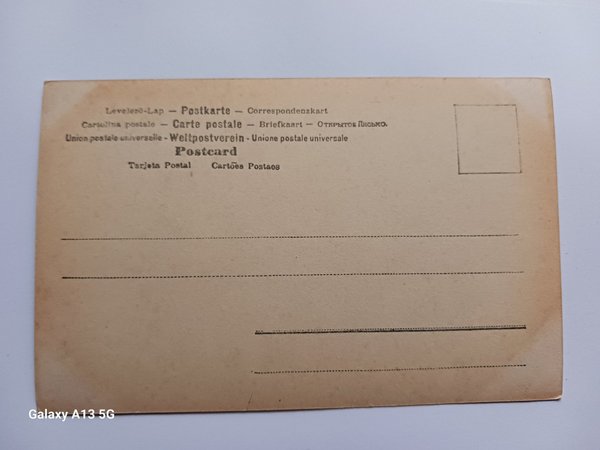 Levelező-Lap — Postkarte — Correspondenzkart
Cartolina postale — Carte postale — Briefkaart — Открытое Письмо.
Union postale universelle - Weltpostverein - Unione postale universale
Postcard
Tarjeta Postal Cartões Postaes
Galaxy A13 5G